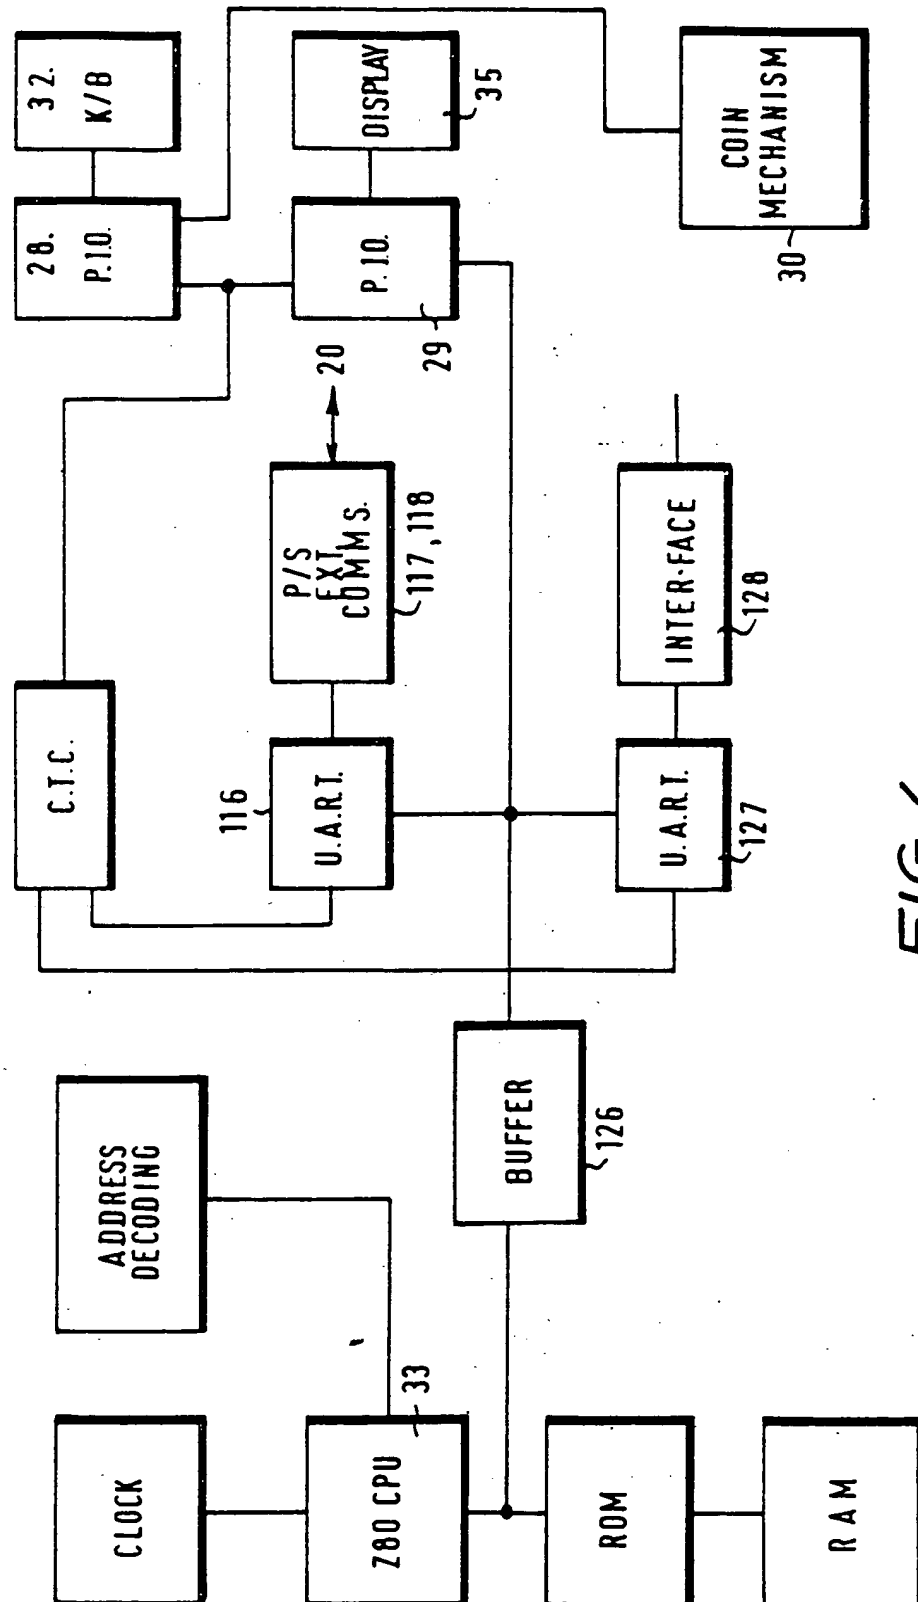 CLOCK
Z80 CPU
33
ROM
RAM
ADDRESS
DECODING
BUFFER
126
C.T.C.
116
U.A.R.T.
U.A.R.T.
127
P/S
EXT
COMMS.
117, 118
20
INTER-FACE
128
28.
P.I.O.
32.
K/B
P.I.O.
29
DISPLAY
35
COIN
MECHANISM
30